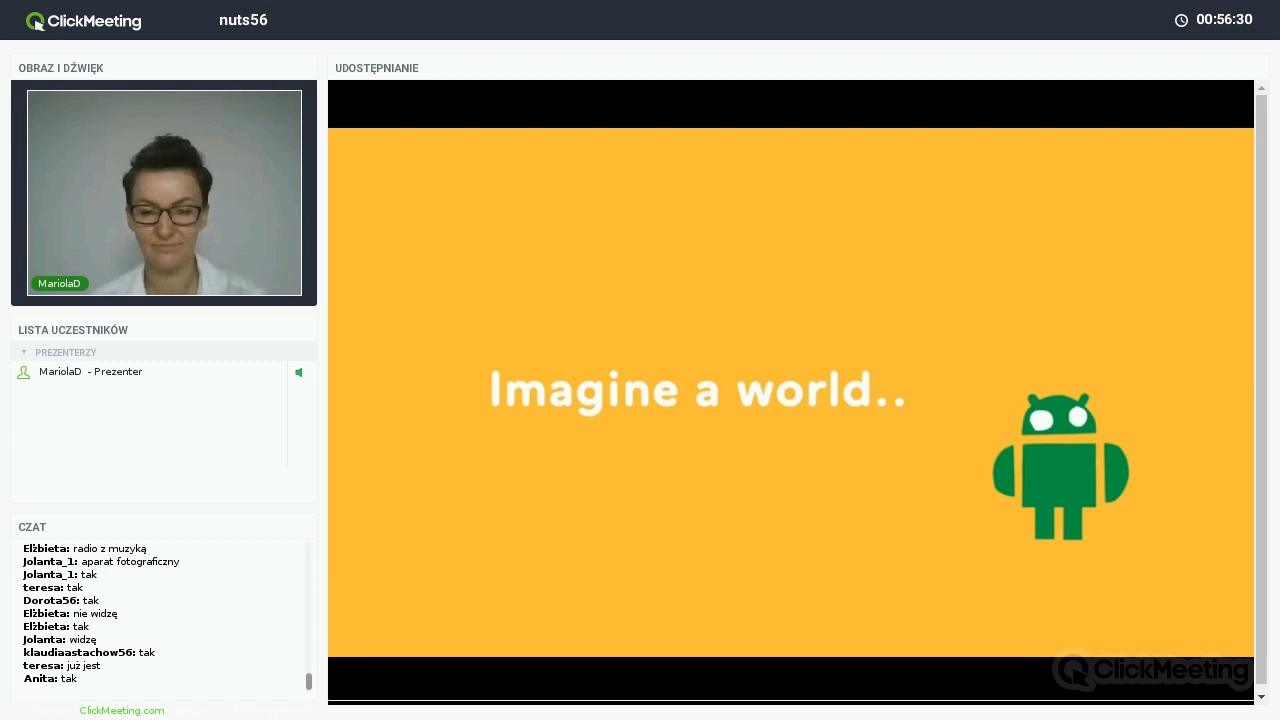 ClickMeeting
nuts56
00:56:30
OBRAZ I DŹWIĘK
MariolaD
LISTA UCZESTNIKÓW
PREZENTERZY
MariolaD - Prezenter
CZAT
Elżbieta: radio z muzyką
Jolanta_1: aparat fotograficzny
Jolanta_1: tak
teresa: tak
Dorota56: tak
Elżbieta: nie widzę
Elżbieta: tak
Jolanta: widzę
klaudiaastachow56: tak
teresa: już jest
Anita: tak
ClickMeeting.com
UDOSTĘPNIANIE
Imagine a world..
ClickMeeting